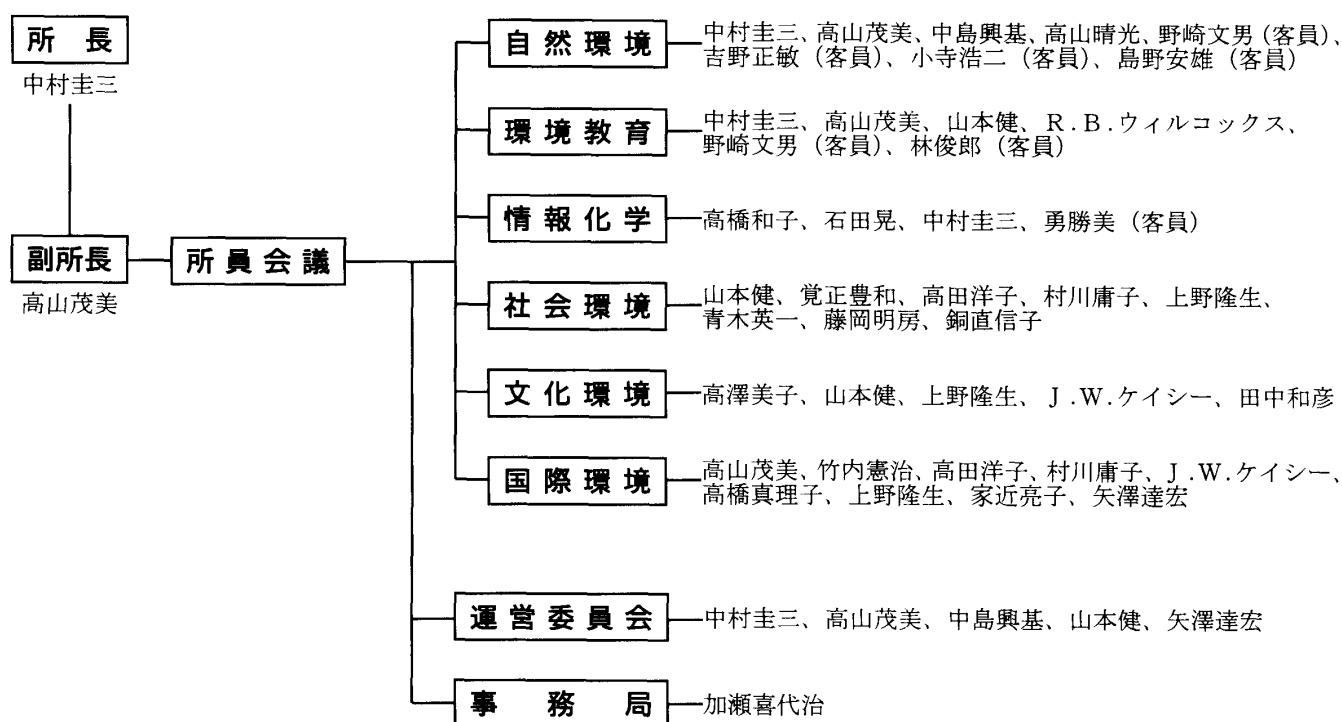 所長
中村圭三
副所長
高山茂美
所員会議
自然環境
中村圭三、高山茂美、中島興基、高山晴光、野崎文男（客員）、
吉野正敏（客員）、小寺浩二（客員）、島野安雄（客員）
環境教育
中村圭三、高山茂美、山本健、R.B.ウィルコックス、
野崎文男（客員）、林俊郎（客員）
情報化学
高橋和子、石田晃、中村圭三、勇勝美（客員）
社会環境
山本健、覚正豊和、高田洋子、村川庸子、上野隆生、
青木英一、藤岡明房、銅直信子
文化環境
高澤美子、山本健、上野隆生、J.W.ケイシー、田中和彦
国際環境
高山茂美、竹内憲治、高田洋子、村川庸子、J.W.ケイシー、
高橋真理子、上野隆生、家近亮子、矢澤達宏
運営委員会
中村圭三、高山茂美、中島興基、山本健、矢澤達宏
事務局
加瀬喜代治